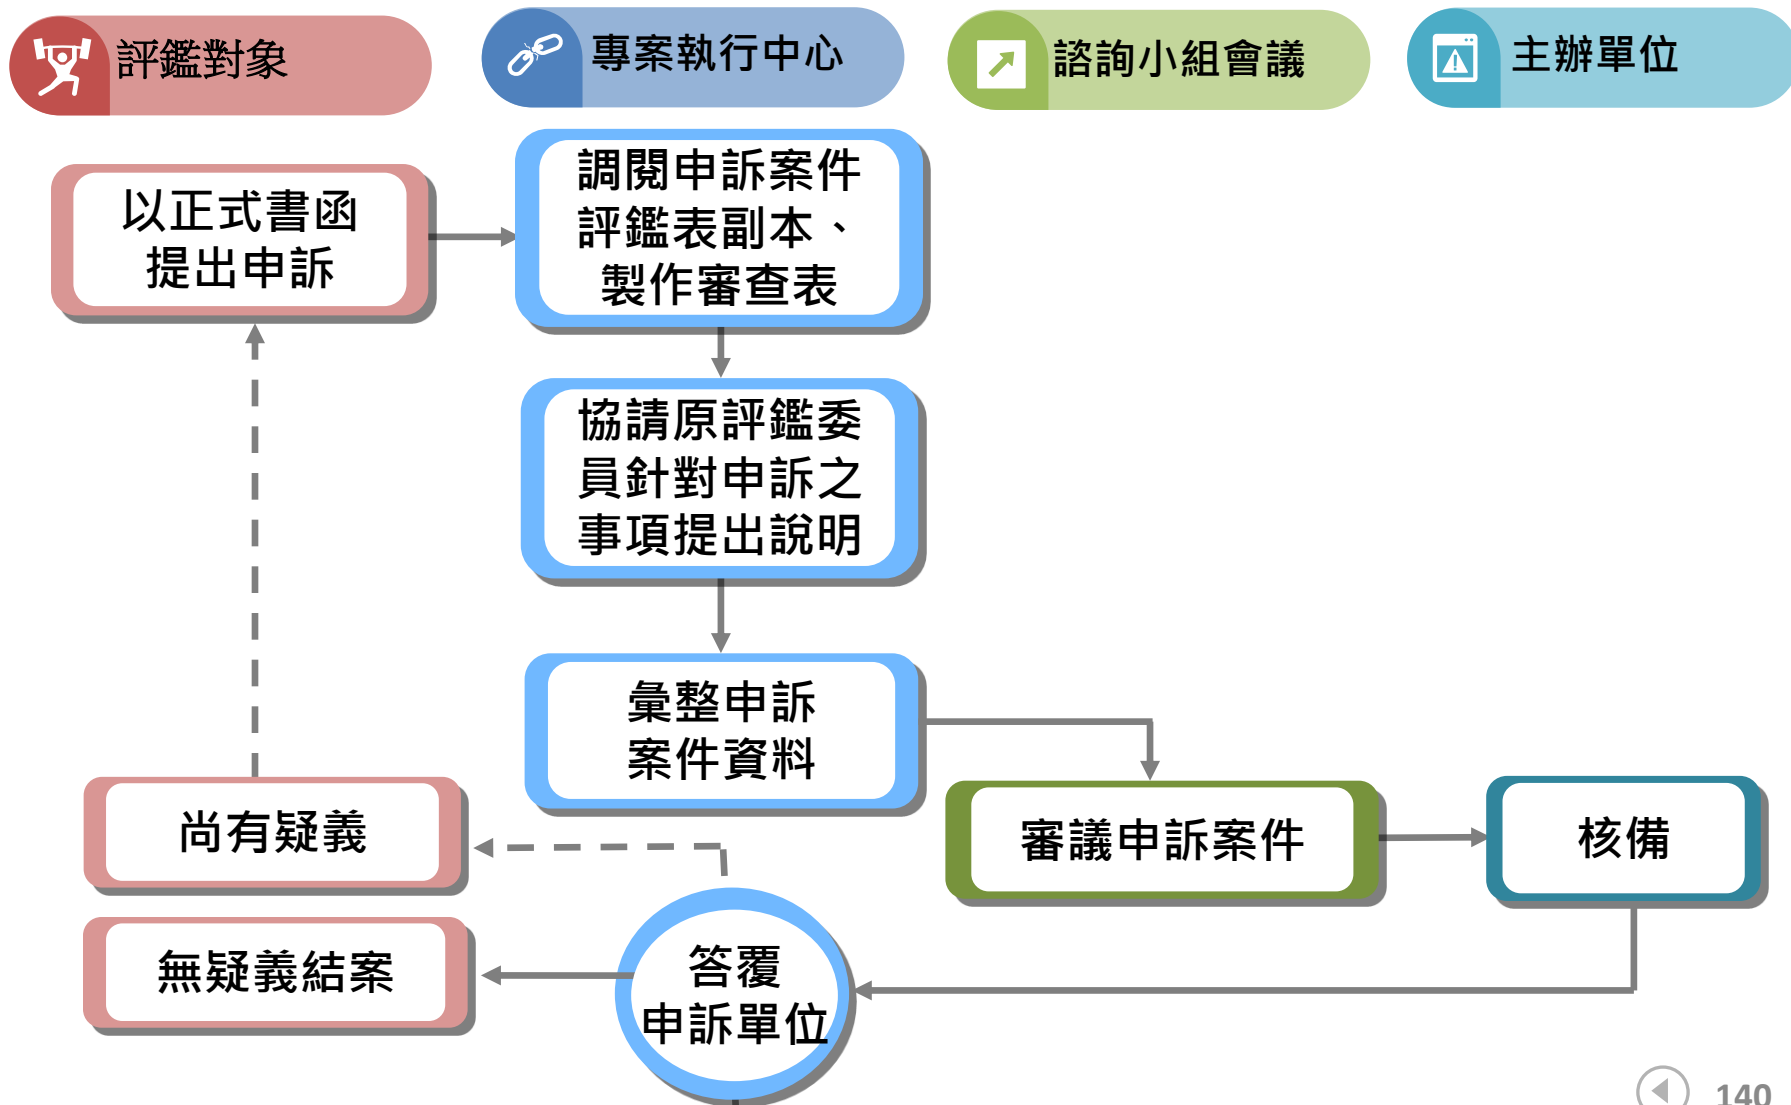 評鑑對象
專案執行中心
諮詢小組會議
主辦單位
以正式書函
提出申訴
調閱申訴案件
評鑑表副本、
製作審查表
協請原評鑑委
員針對申訴之
事項提出說明
彙整申訴
案件資料
尚有疑義
審議申訴案件
核備
無疑義結案
答覆
申訴單位
140